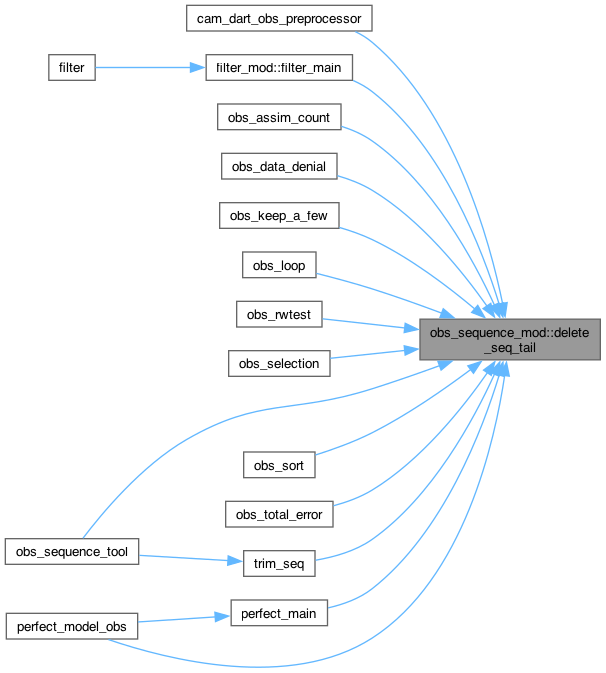 cam_dart_obs_preprocessor
filter
filter_mod::filter_main
obs_assim_count
obs_data_denial
obs_keep_a_few
obs_loop
obs_rwtest
obs_sequence_mod::delete
_seq_tail
obs_selection
obs_sort
obs_total_error
obs_sequence_tool
trim_seq
perfect_main
perfect_model_obs